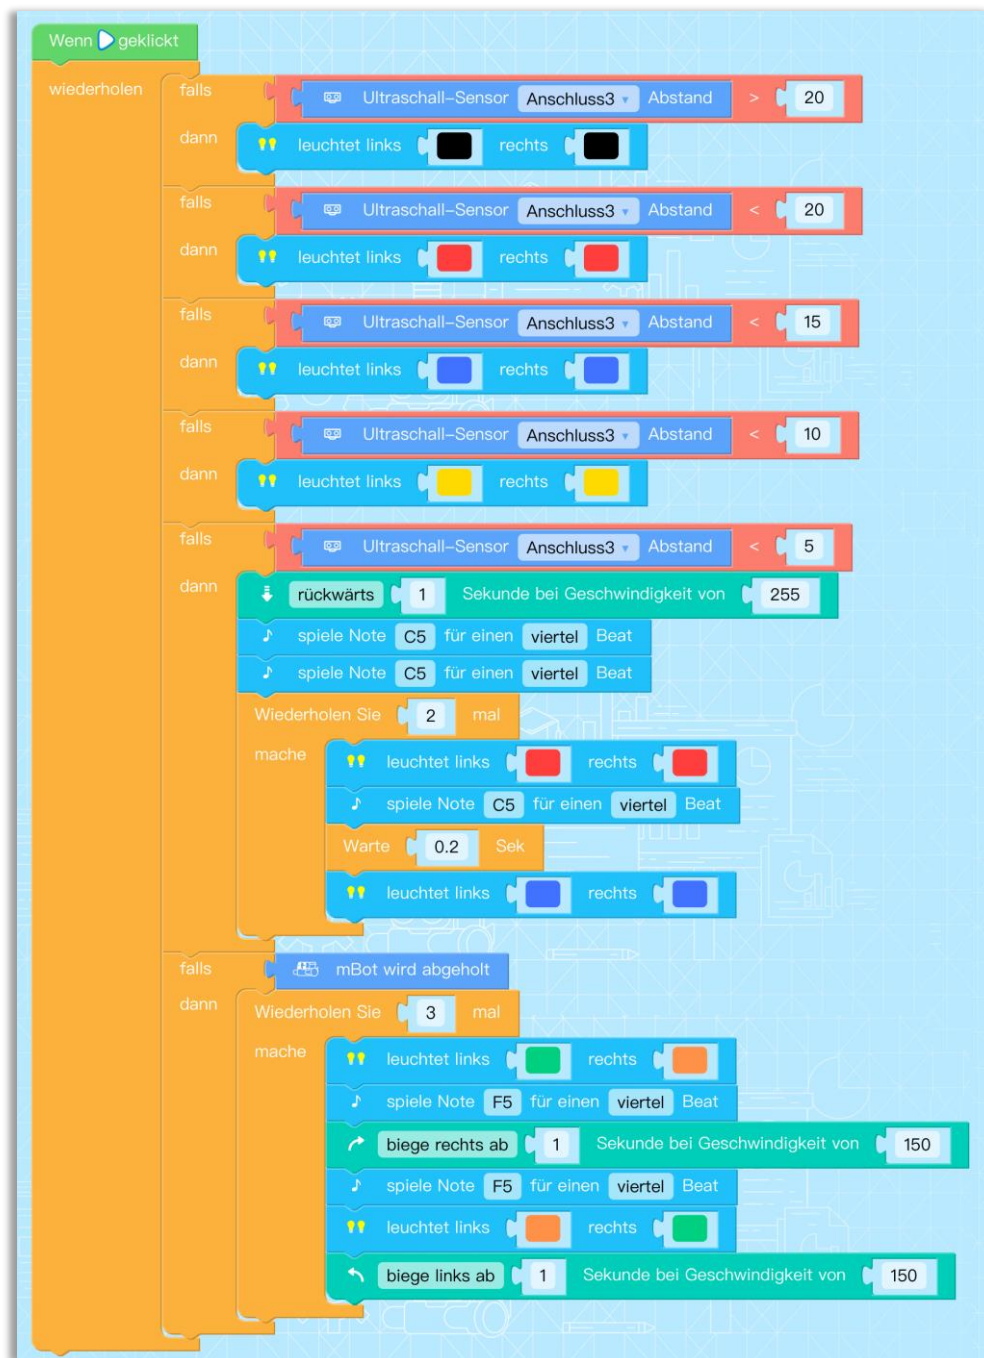 Wenn geklickt
wiederholen falls Ultraschall-Sensor Anschluss3 Abstand > 20
dann leuchtet links rechts
falls Ultraschall-Sensor Anschluss3 Abstand < 20
dann leuchtet links rechts
falls Ultraschall-Sensor Anschluss3 Abstand < 15
dann leuchtet links rechts
falls Ultraschall-Sensor Anschluss3 Abstand < 10
dann leuchtet links rechts
falls Ultraschall-Sensor Anschluss3 Abstand < 5
dann rückwärts 1 Sekunde bei Geschwindigkeit von 255
spiele Note C5 für einen viertel Beat
spiele Note C5 für einen viertel Beat
Wiederholen Sie 2 mal
mache leuchtet links rechts
spiele Note C5 für einen viertel Beat
Warte 0.2 Sek
leuchtet links rechts
falls mBot wird abgeholt
dann Wiederholen Sie 3 mal
mache leuchtet links rechts
spiele Note F5 für einen viertel Beat
biege rechts ab 1 Sekunde bei Geschwindigkeit von 150
spiele Note F5 für einen viertel Beat
leuchtet links rechts
biege links ab 1 Sekunde bei Geschwindigkeit von 150